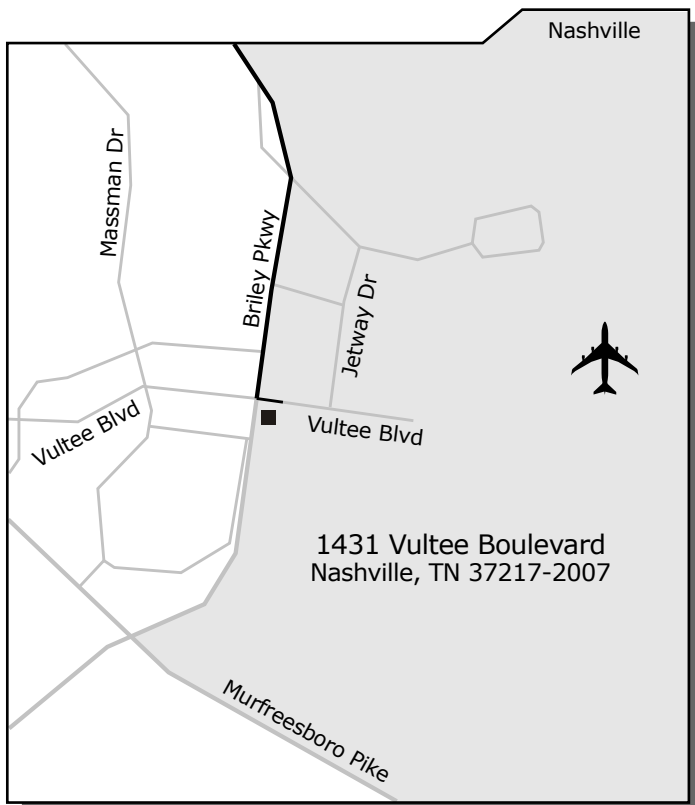 Nashville
Massman Dr
Briley Pkwy
Jetway Dr
Vultee Blvd
Vultee Blvd
1431 Vultee Boulevard
Nashville, TN 37217-2007
Murfreesboro Pike